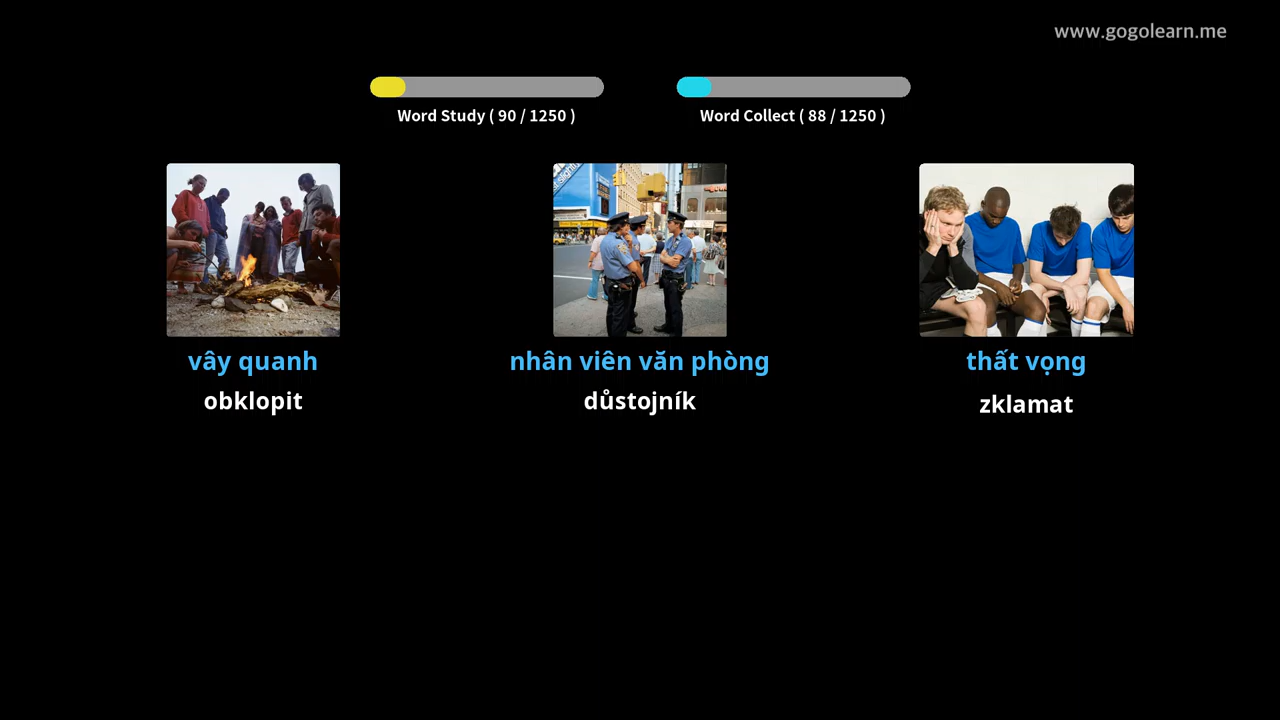 www.gogolearn.me
Word Study ( 90 / 1250 )
Word Collect ( 88 / 1250 )
vây quanh
nhân viên văn phòng
thất vọng
obklopit
důstojník
zklamat